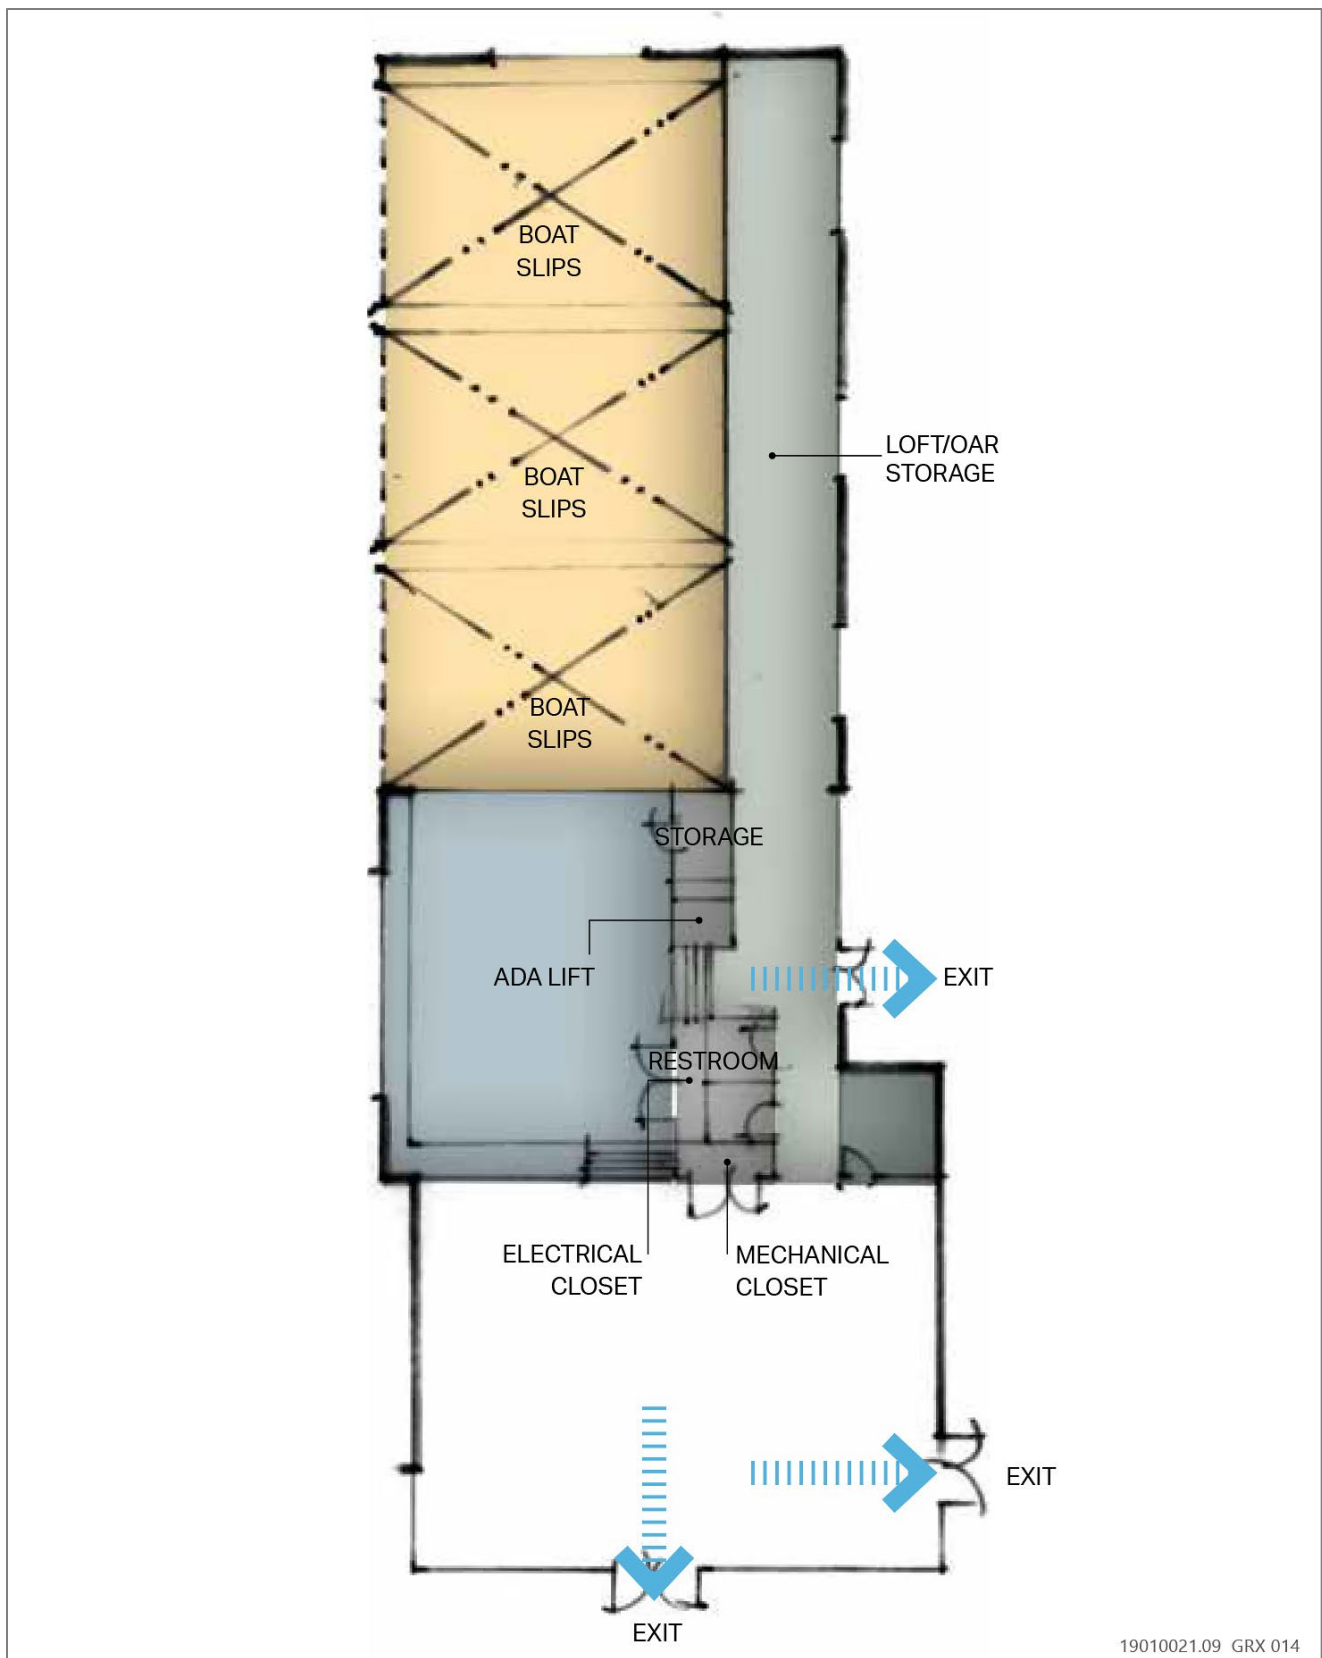 BOAT
SLIPS
LOFT/OAR
STORAGE
BOAT
SLIPS
BOAT
SLIPS
STORAGE
ADA LIFT
EXIT
RESTROOM
ELECTRICAL
CLOSET
MECHANICAL
CLOSET
EXIT
EXIT
19010021.09 GRX 014